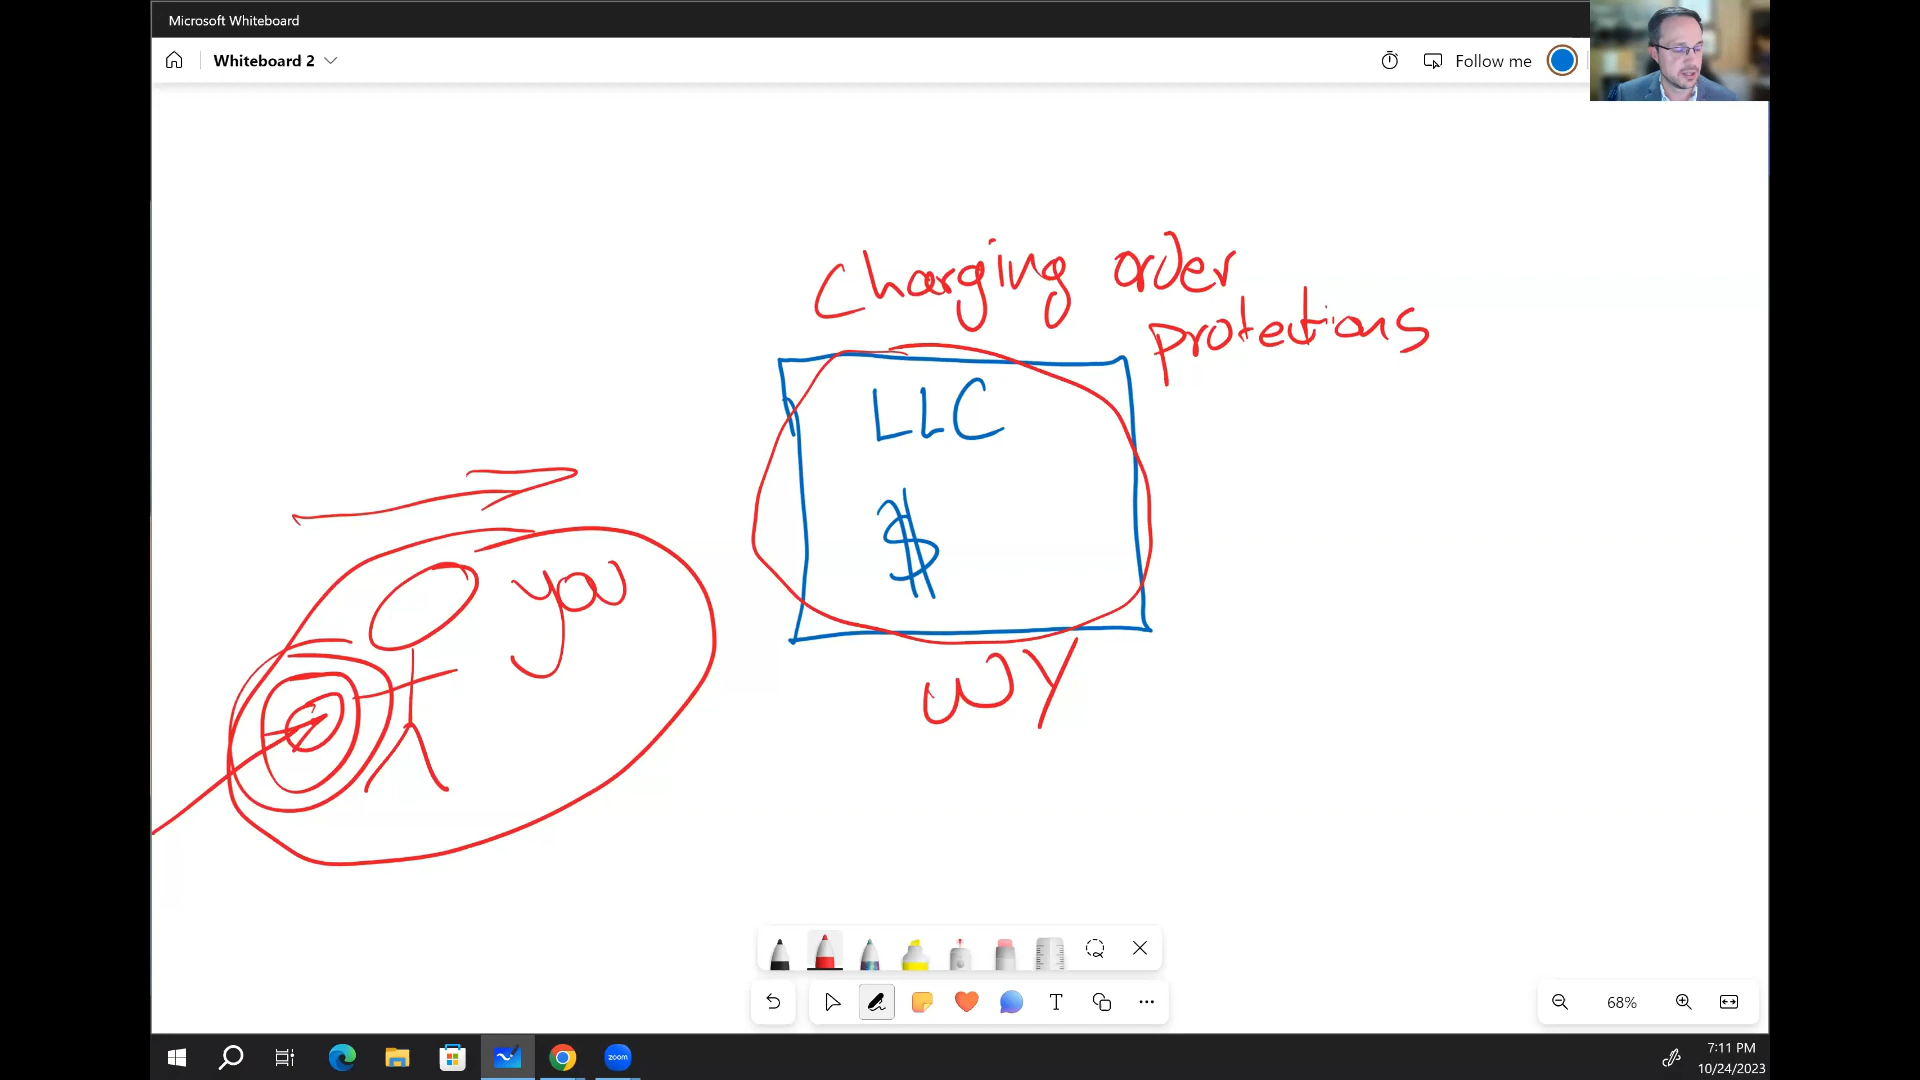 Microsoft Whiteboard
Whiteboard 2
Follow me
Charging order
protections
LLC
$
you
WY
T
68%
zoom
7:11 PM
10/24/2023